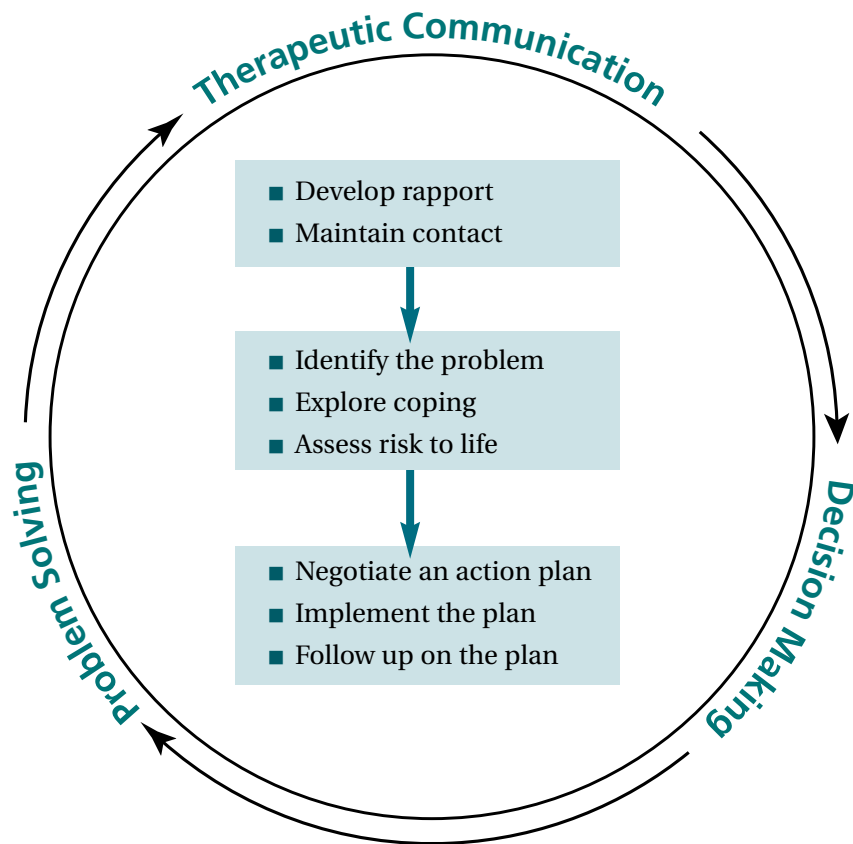 Therapeutic Communication
■ Develop rapport
■ Maintain contact
■ Identify the problem
■ Explore coping
■ Assess risk to life
■ Negotiate an action plan
■ Implement the plan
■ Follow up on the plan
Decision Making
Problem Solving